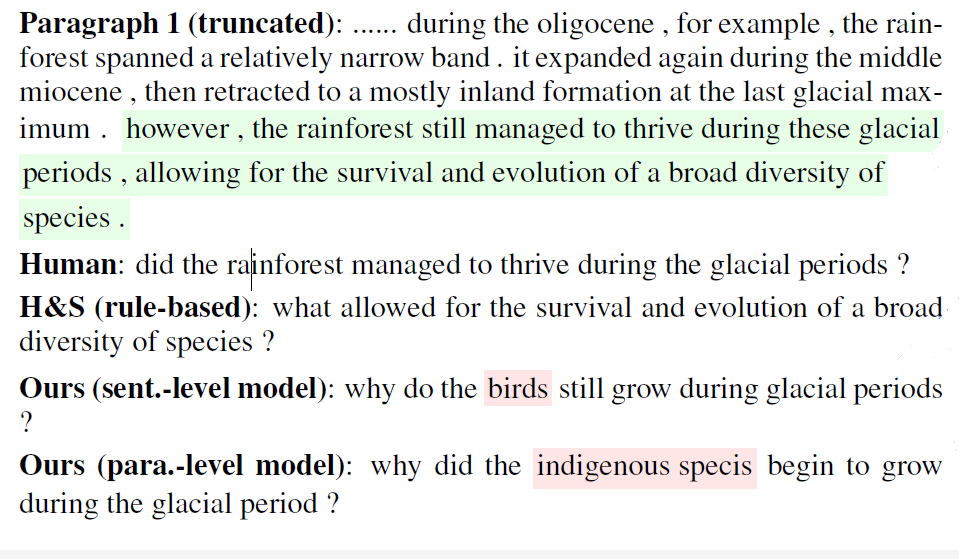 Paragraph 1 (truncated): ...... during the oligocene , for example , the rain-
forest spanned a relatively narrow band . it expanded again during the middle
miocene , then retracted to a mostly inland formation at the last glacial max-
imum . however , the rainforest still managed to thrive during these glacial
periods , allowing for the survival and evolution of a broad diversity of
species .
Human: did the rainforest managed to thrive during the glacial periods ?
H&S (rule-based): what allowed for the survival and evolution of a broad
diversity of species ?
Ours (sent.-level model): why do the birds still grow during glacial periods
?
Ours (para.-level model): why did the indigenous specis begin to grow
during the glacial period ?